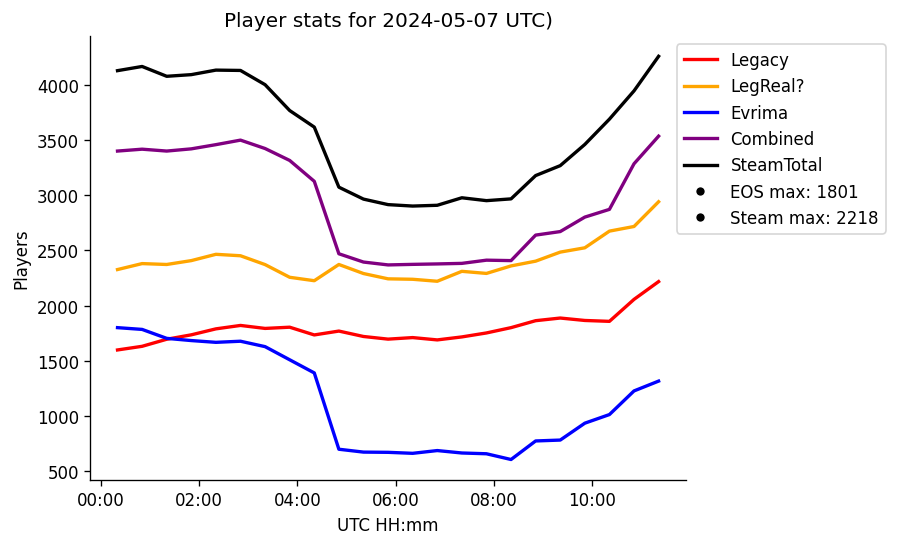 Player stats for 2024-05-07 UTC)
Legacy
LegReal?
Evrima
Combined
SteamTotal
EOS max: 1801
Steam max: 2218
Players
4000
3500
3000
2500
2000
1500
1000
500
00:00
02:00
04:00
06:00
08:00
10:00
UTC HH:mm